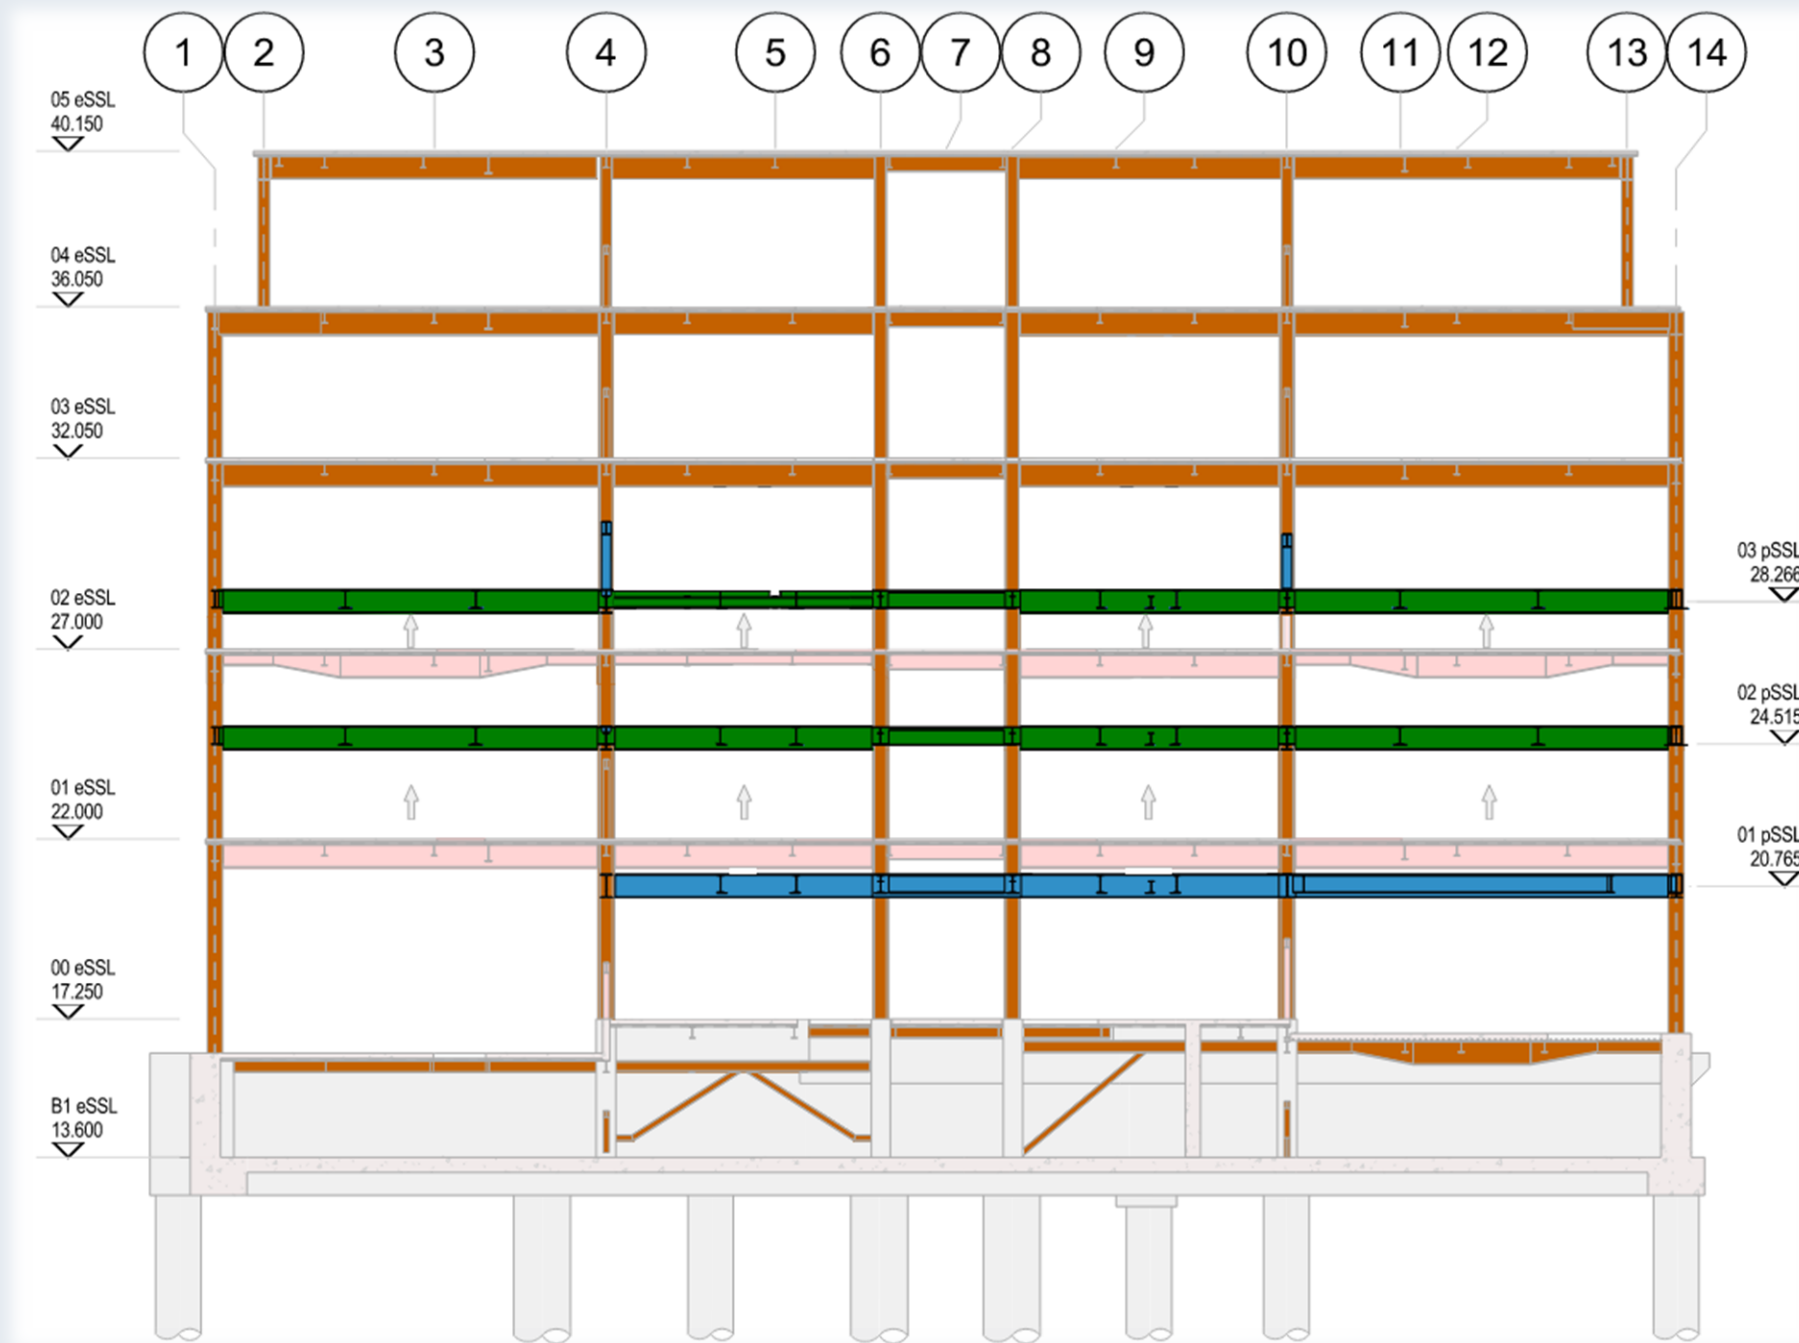 1 2 3 4 5 6 7 8 9 10 11 12 13 14
05 eSSL
40.150
04 eSSL
36.050
03 eSSL
32.050
03 pSSL
28.266
02 eSSL
27.000
02 pSSL
24.515
01 eSSL
22.000
01 pSSL
20.765
00 eSSL
17.250
B1 eSSL
13.600